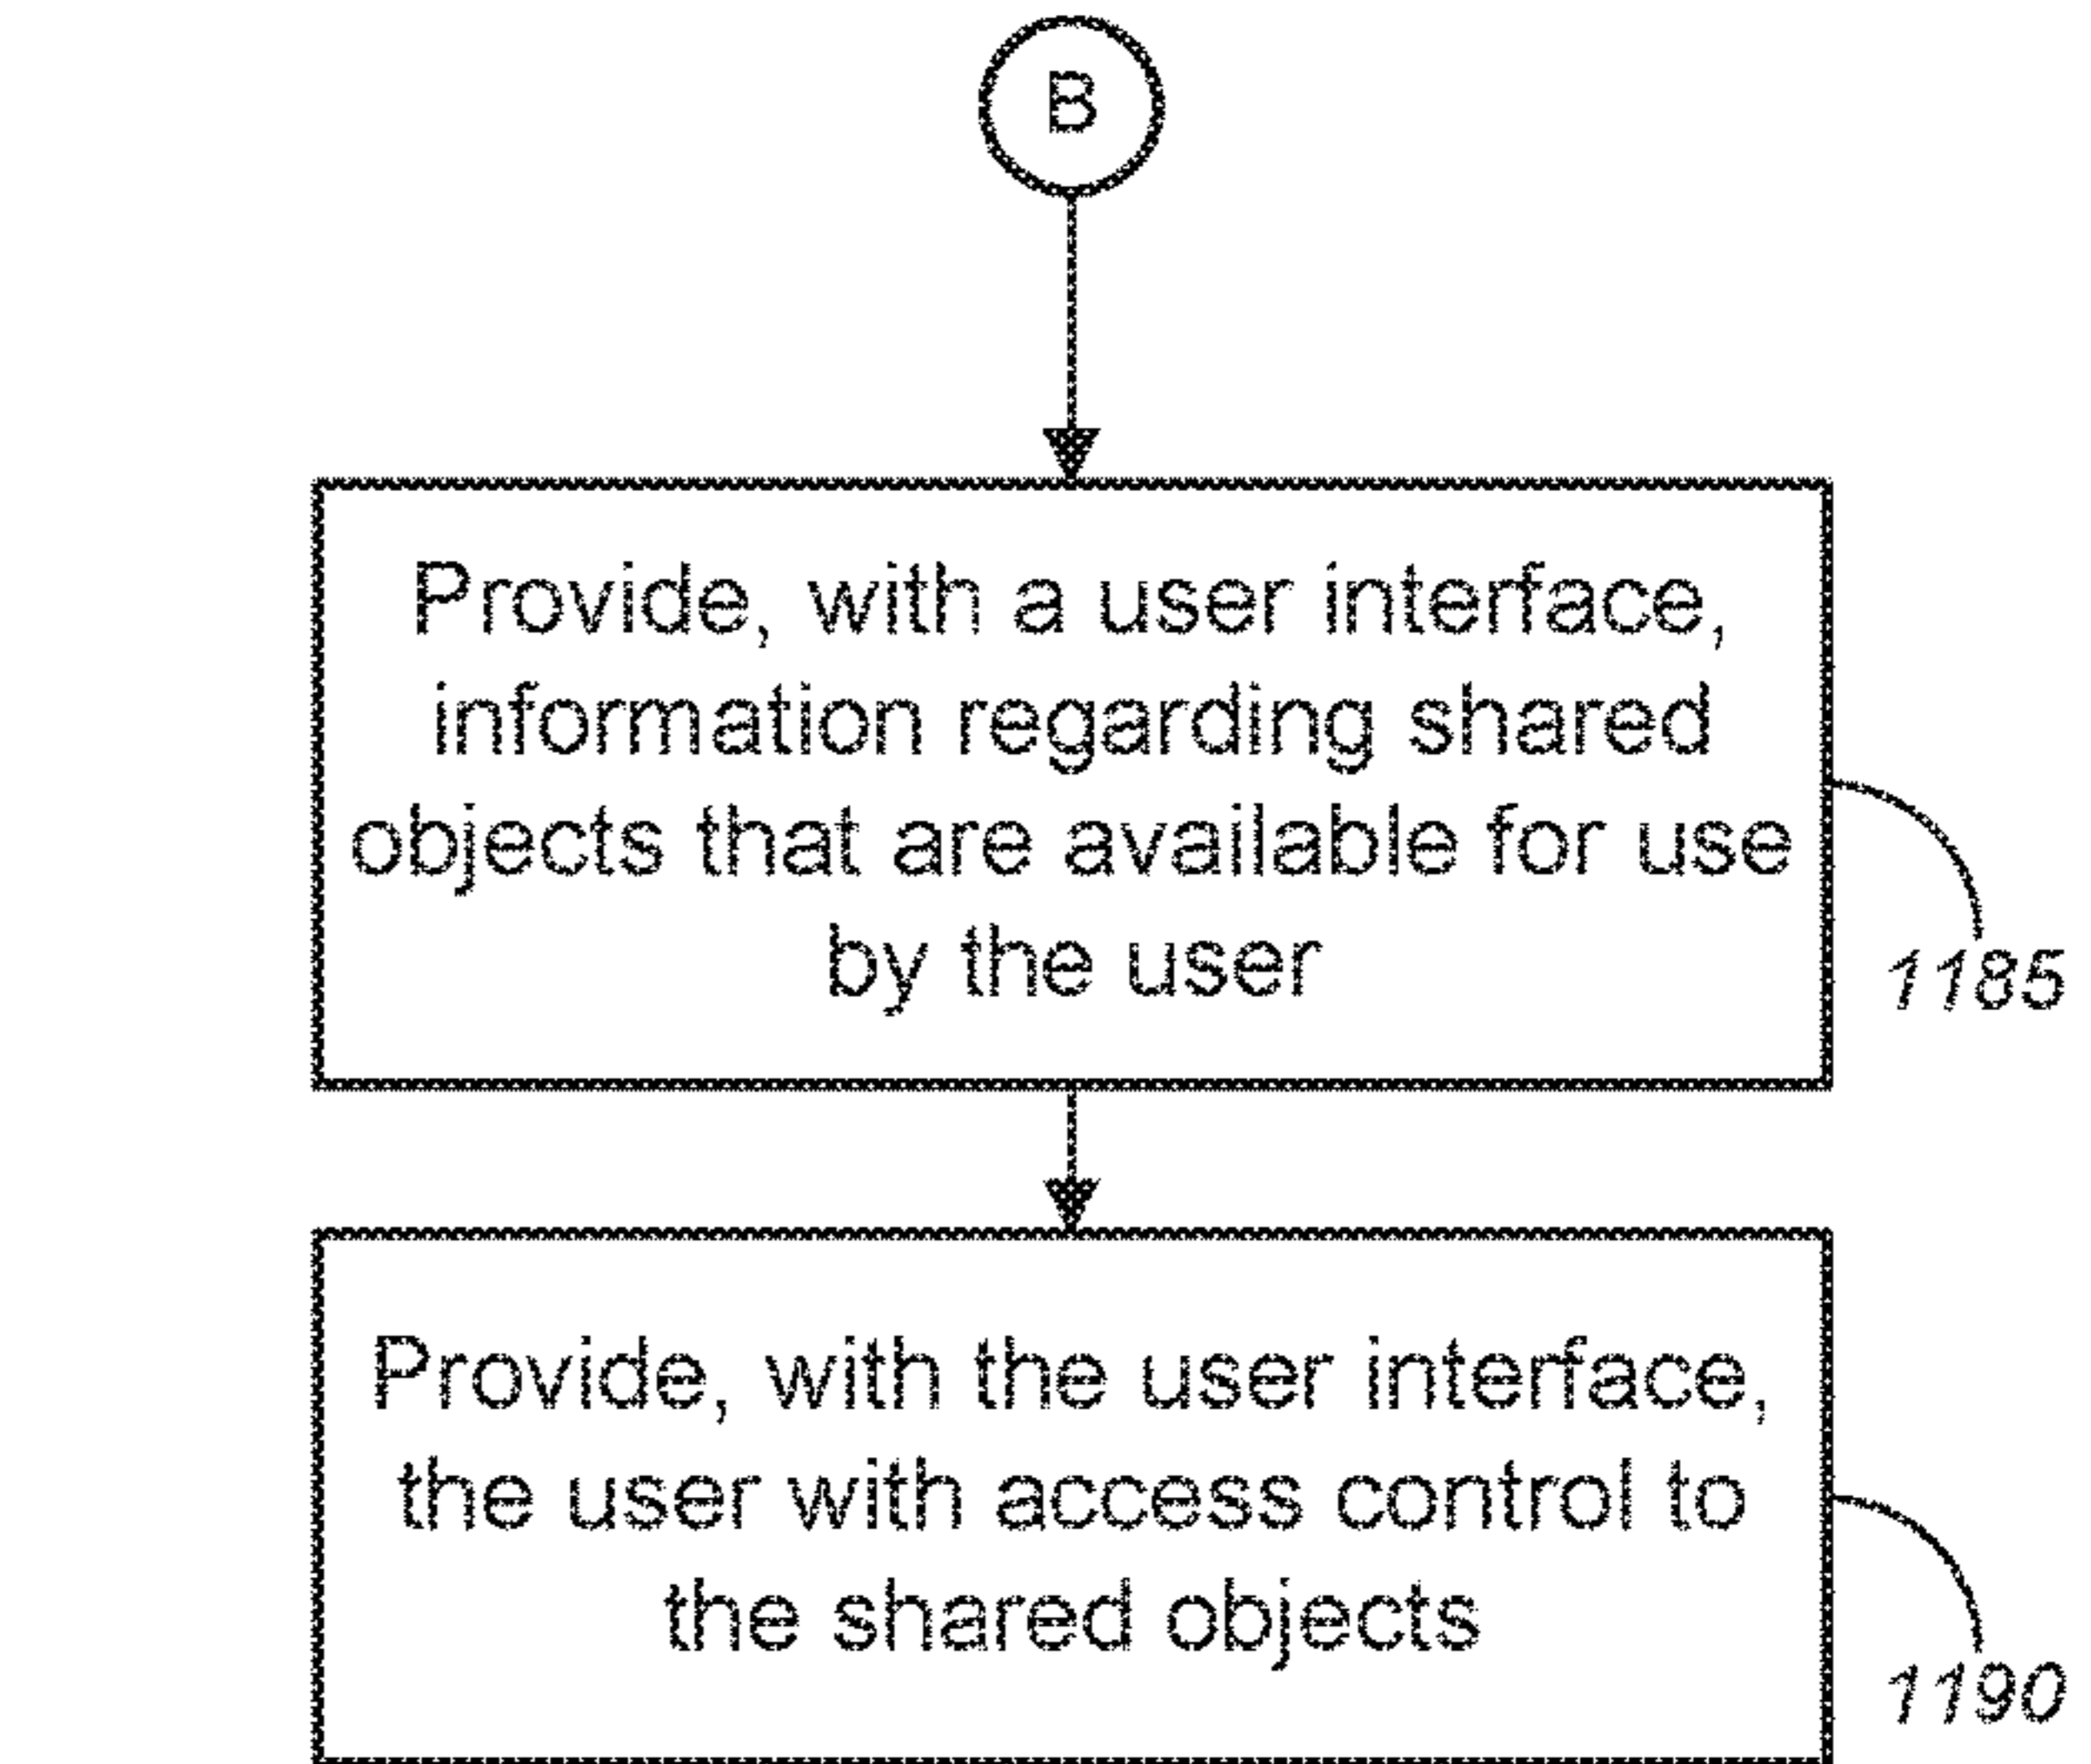 B
Provide, with a user interface,
information regarding shared
objects that are available for use
by the user
1185
Provide, with the user interface,
the user with access control to
the shared objects
1190